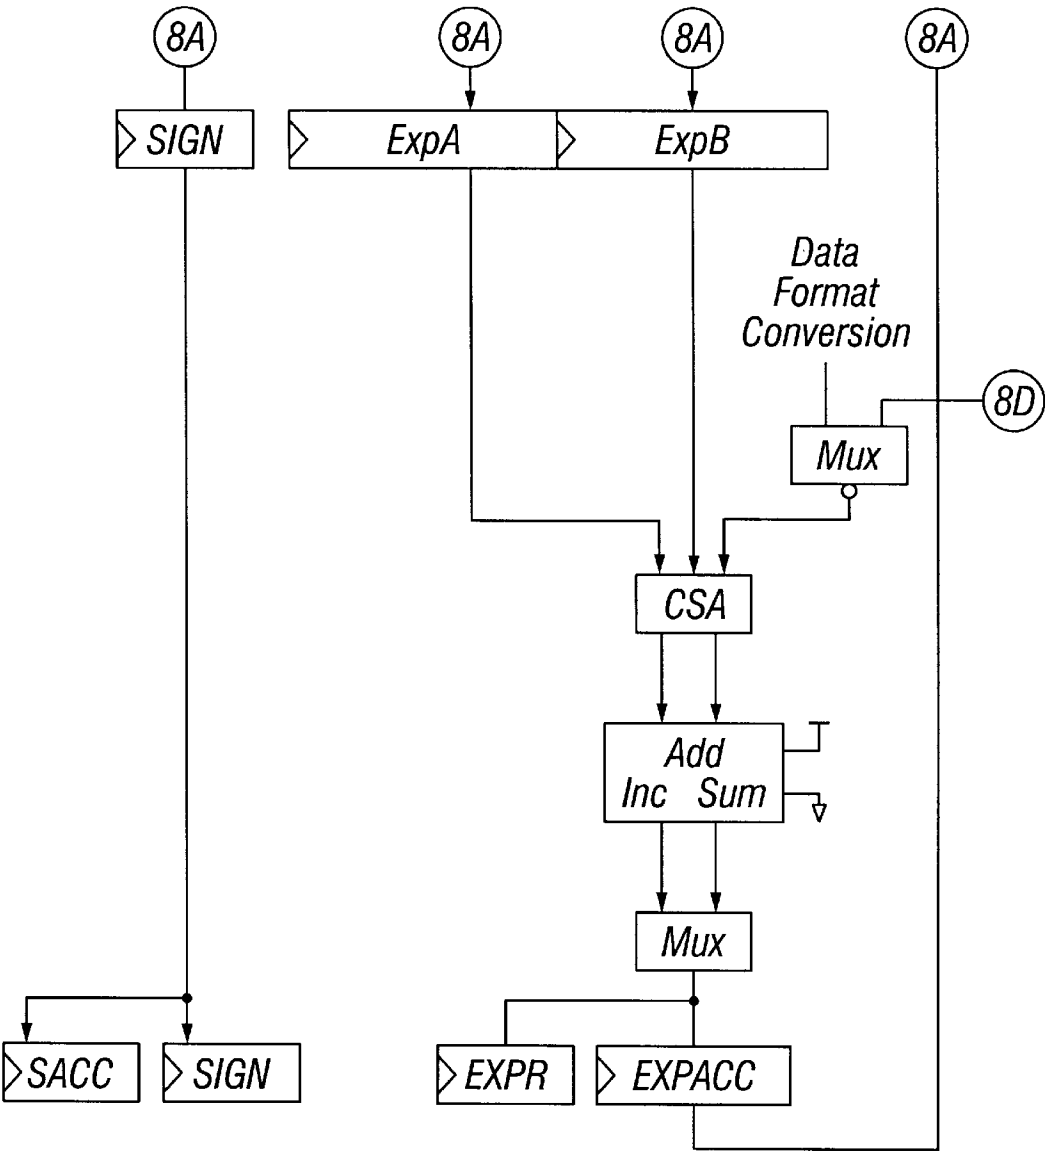 8A 8A 8A 8A
SIGN ExpA ExpB
Data
Format
Conversion
8D
Mux
CSA
Add
Inc Sum
Mux
SACC SIGN EXPR EXPACC